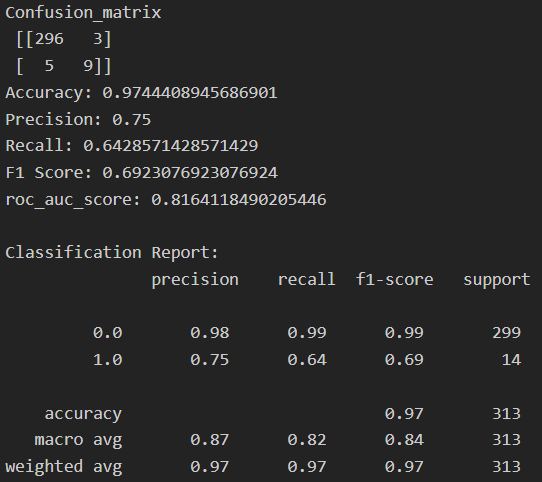 Confusion_matrix
[[296   3]
[  5   9]]
Accuracy: 0.9744408945686901
Precision: 0.75
Recall: 0.6428571428571429
F1 Score: 0.6923076923076924
roc_auc_score: 0.8164118490205446
Classification Report:
precision    recall  f1-score   support
0.0       0.98      0.99      0.99       299
1.0       0.75      0.64      0.69        14
accuracy                           0.97       313
macro avg       0.87      0.82      0.84       313
weighted avg       0.97      0.97      0.97       313